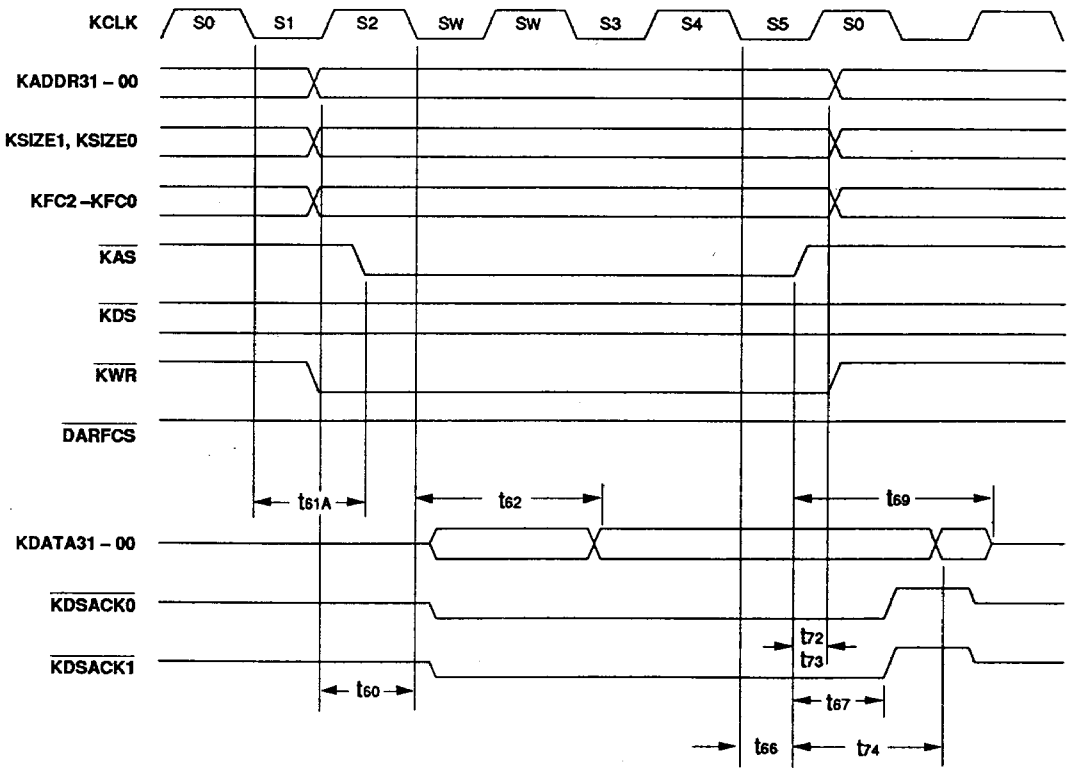 KCLK S0 S1 S2 SW SW S3 S4 S5 S0
KADDR31 – 00
KSIZE1, KSIZE0
KFC2 –KFC0
KAS
KDS
KWR
DARFCS
t61A t62 t69
KDATA31 – 00
KDSACK0
t72
KDSACK1 t73
t60 t67
t66 t74